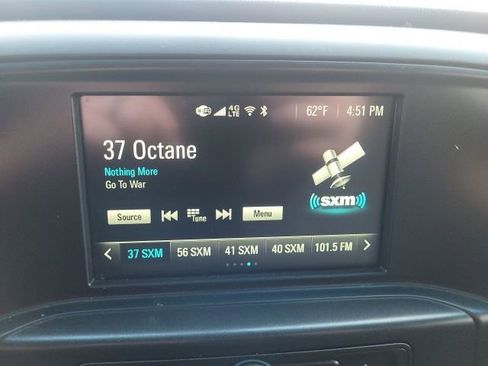 4G LTE 62°F 4:51 PM
37 Octane
Nothing More
Go To War
sxm
Source Tune Menu
37 SXM 56 SXM 41 SXM 40 SXM 101.5 FM